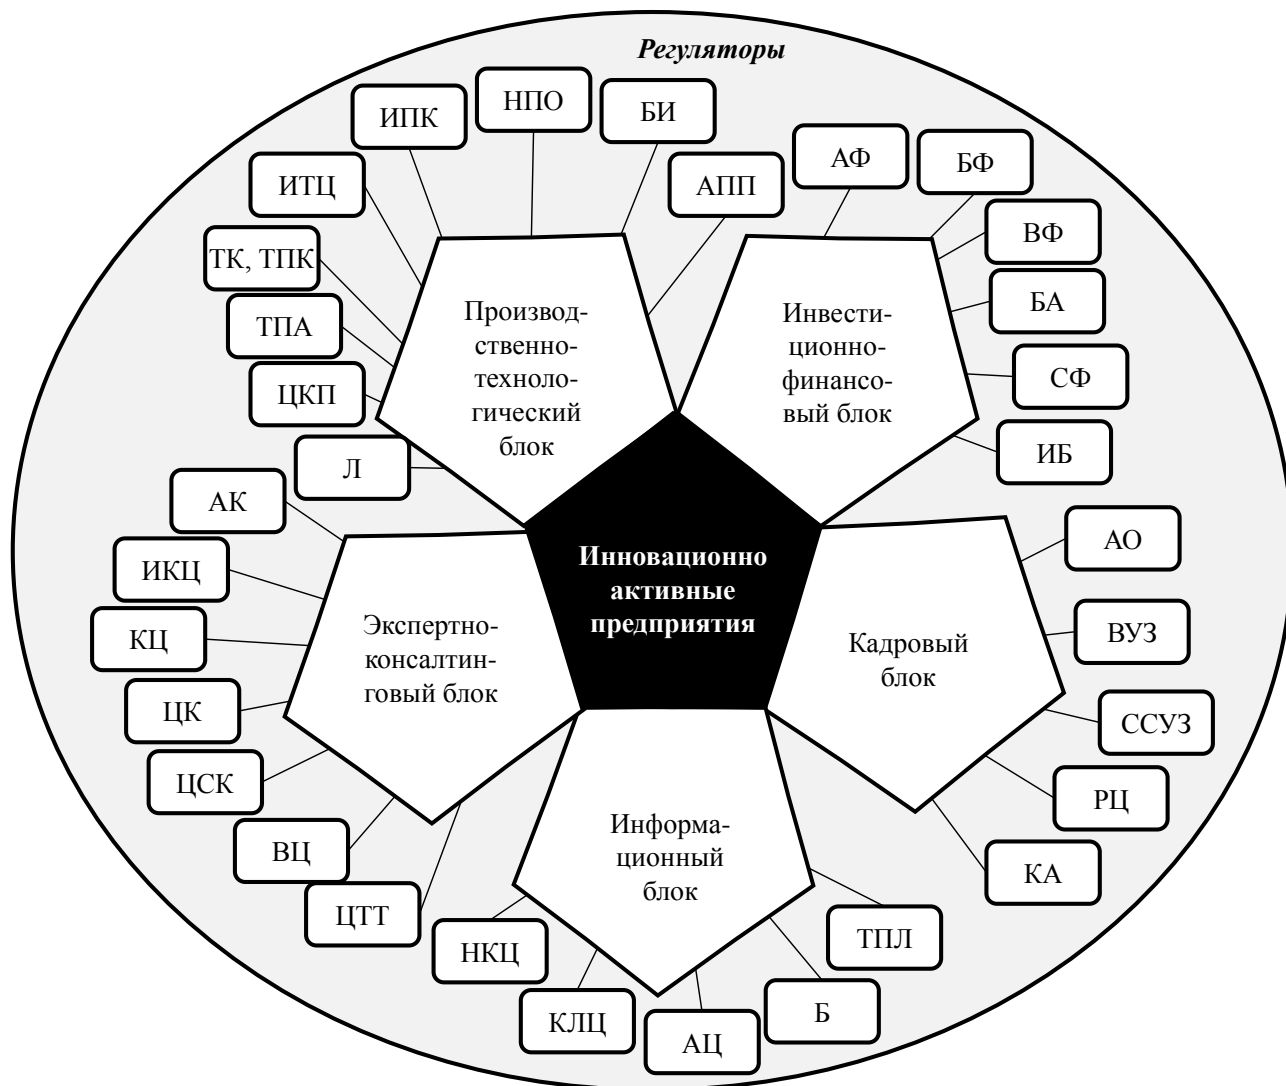 Регуляторы
ИПК
НПО
БИ
АПП
АФ
БФ
ИТЦ
ВФ
ТК, ТПК
БА
ТПА
СФ
ЦКП
ИБ
Л
Производ-
ственно-
техноло-
гический
блок
Инвести-
ционно-
финансо-
вый блок
АК
ИКЦ
КЦ
ЦК
ЦСК
ВЦ
ЦТТ
Экспертно-
консалтин-
говый блок
Инновационно
активные
предприятия
Кадровый
блок
АО
ВУЗ
ССУЗ
РЦ
КА
Информа-
ционный
блок
НКЦ
КЛЦ
АЦ
Б
ТПЛ